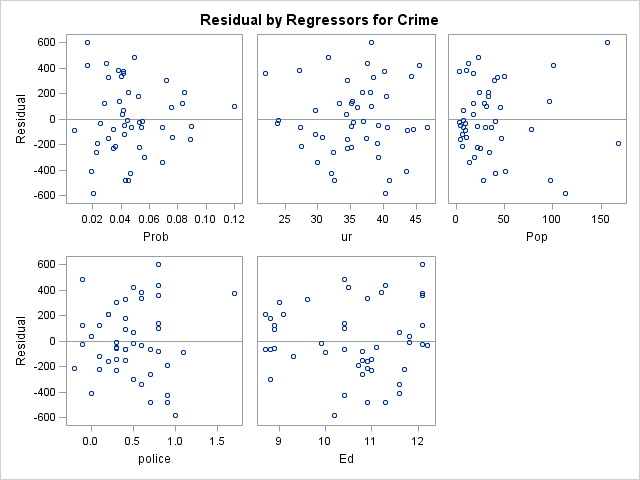 Residual by Regressors for Crime
600
400
200
0
-200
-400
-600
Residual
0.02 0.04 0.06 0.08 0.10 0.12
Prob
25 30 35 40 45
ur
0 50 100 150
Pop
600
400
200
0
-200
-400
-600
Residual
0.0 0.5 1.0 1.5
police
9 10 11 12
Ed